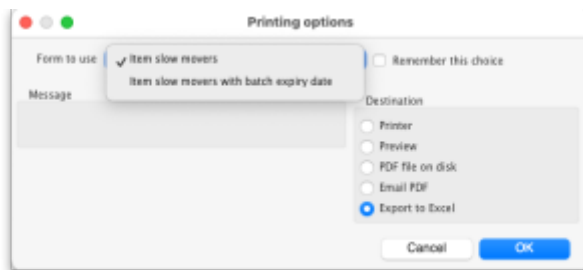 Printing options
Form to use
Item slow movers
Remember this choice
Item slow movers with batch expiry date
Message
Destination
Printer
Preview
PDF file on disk
Email PDF
Export to Excel
Cancel
OK